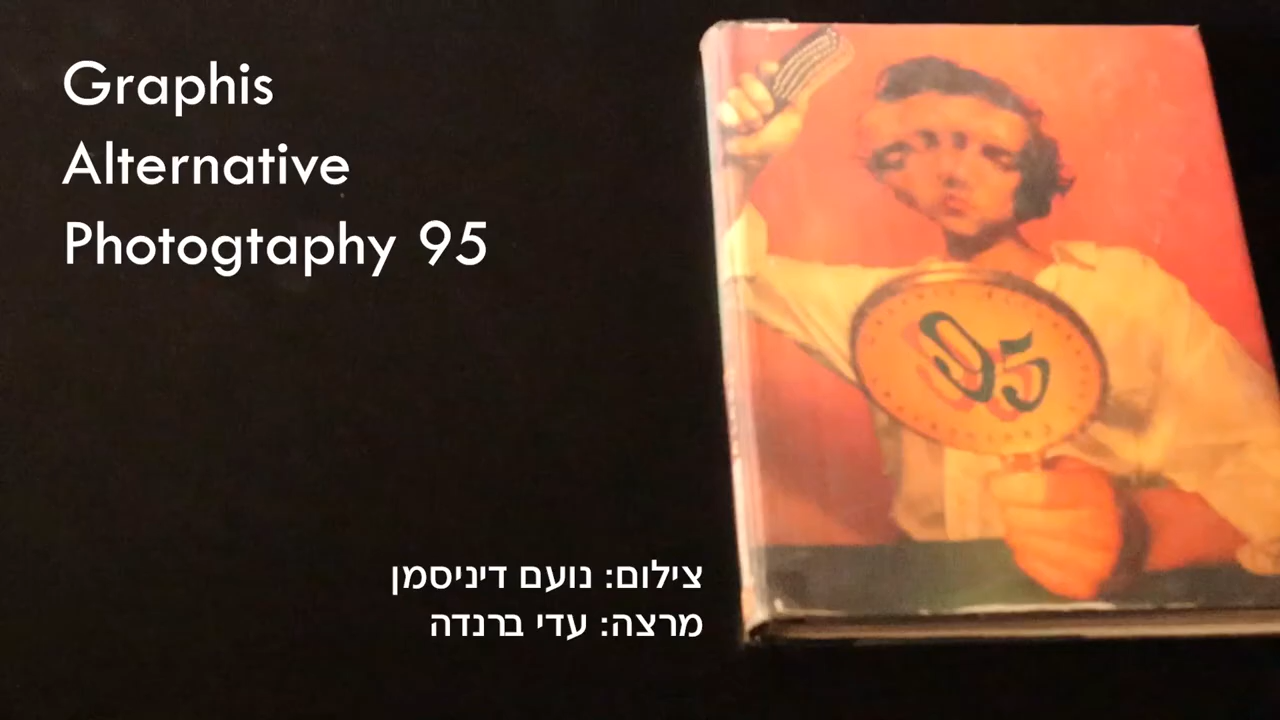 Graphis
Alternative
Photogtaphy 95
95
צילום: נועם דיניסמן
מרצה: עדי ברנדה